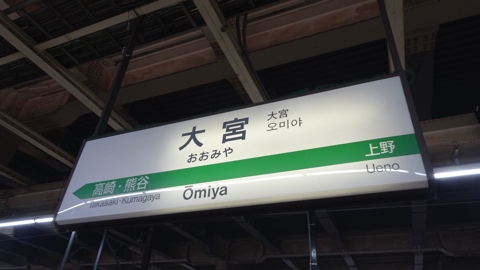 大宮
おおみや
大宮
오미야
高崎・熊谷
Takasaki・Kumagaya
Ōmiya
上野
Ueno